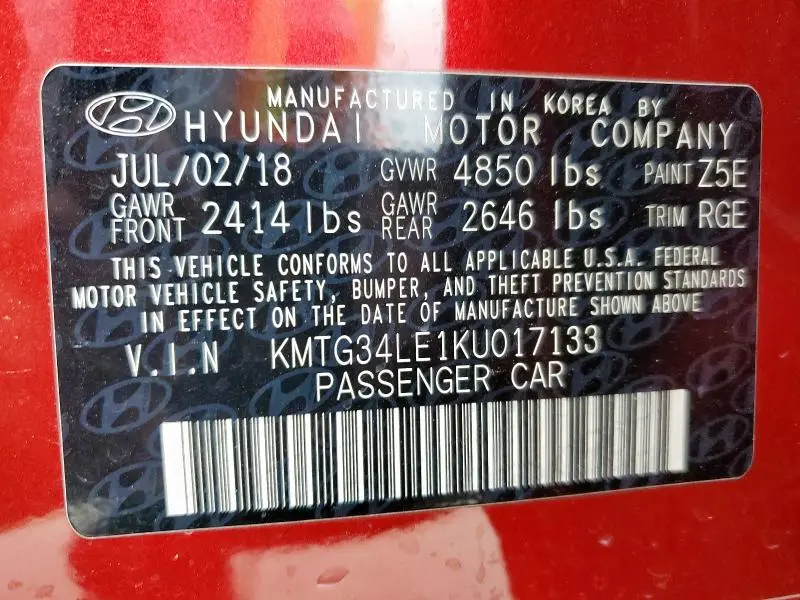 MANUFACTURED IN KOREA BY
HYUNDAI MOTOR COMPANY
JUL/02/18 GVWR 4850 lbs PAINT Z5E
GAWR FRONT 2414 lbs GAWR REAR 2646 lbs TRIM RGE
THIS VEHICLE CONFORMS TO ALL APPLICABLE U.S.A. FEDERAL
MOTOR VEHICLE SAFETY, BUMPER, AND THEFT PREVENTION STANDARDS
IN EFFECT ON THE DATE OF MANUFACTURE SHOWN ABOVE
V.I.N KMTG34LE1KU017133
PASSENGER CAR